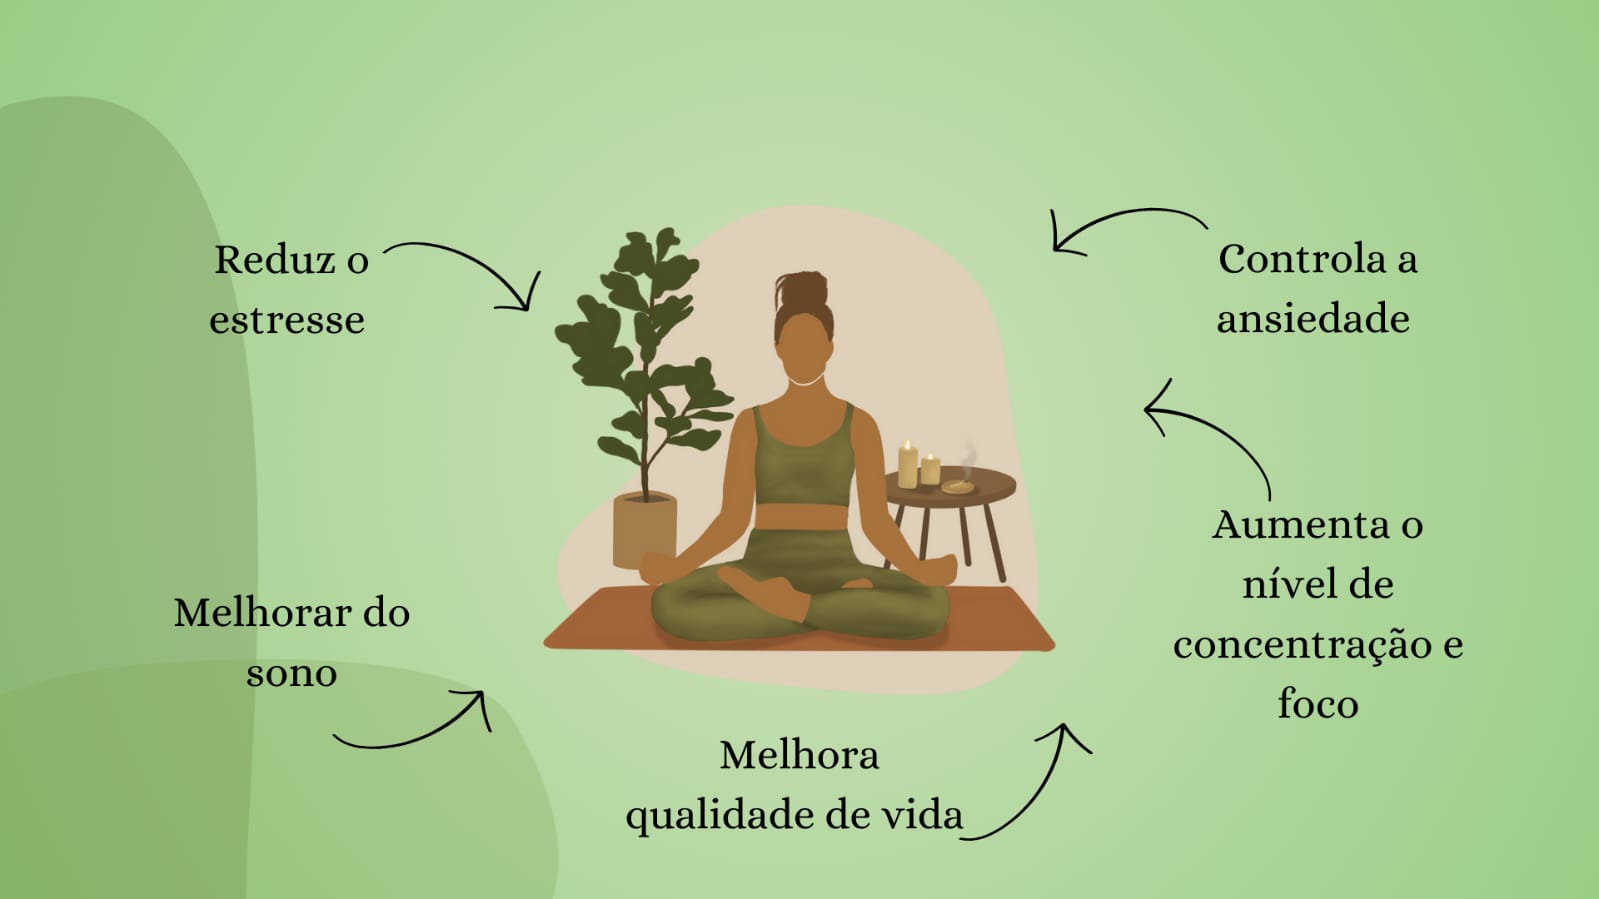 Reduz o
estresse
Controla a
ansiedade
Aumenta o
nível de
concentração e
foco
Melhorar do
sono
Melhora
qualidade de vida